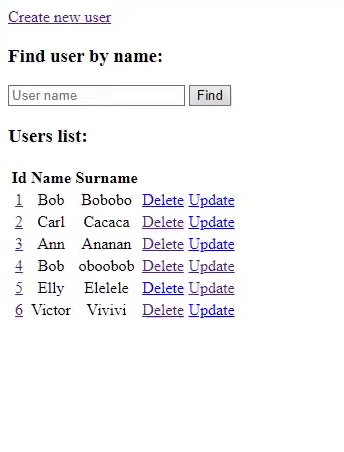 Create new user
Find user by name:
User name Find
Users list:
Id Name Surname
1 Bob Bobobo Delete Update
2 Carl Cacaca Delete Update
3 Ann Ananan Delete Update
4 Bob oboobob Delete Update
5 Elly Elelele Delete Update
6 Victor Vivivi Delete Update